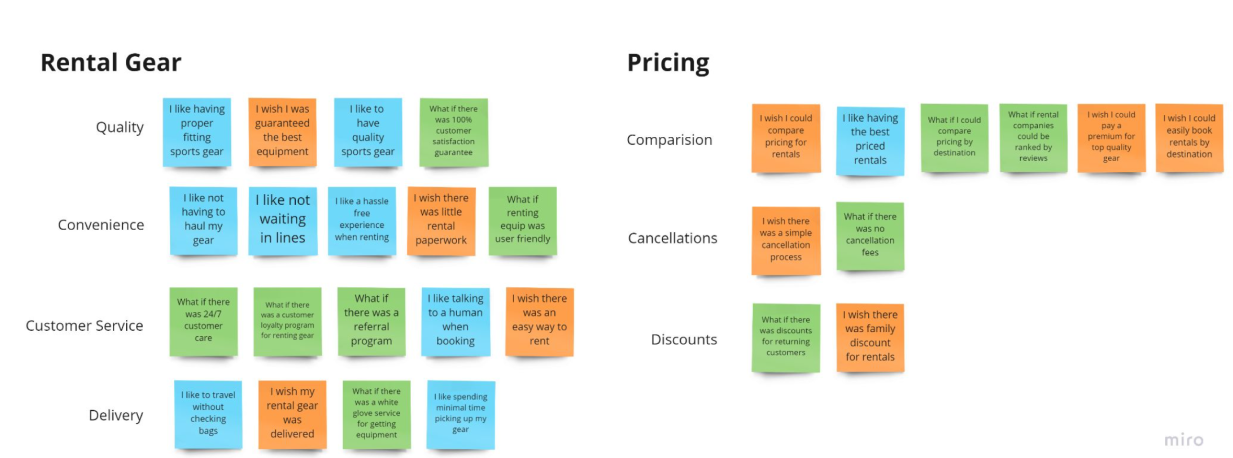 Rental Gear
Quality
I like having
proper
fitting
sports gear
I wish I was
guaranteed
the best
equipment
I like to
have
quality
sports gear
What if there
was 100%
customer
satisfaction
guarantee
Convenience
I like not
having to
haul my
gear
I like not
waiting
in lines
I like a hassle
free
experience
when renting
I wish there
was little
rental
paperwork
What if
renting
equip was
user friendly
Customer Service
What if there
was 24/7
customer
care
What if there
was a customer
loyalty program
for renting gear
What if
there was a
referral
program
I like talking
to a human
when
booking
I wish there
was an
easy way to
rent
Delivery
I like to travel
without
checking
bags
I wish my
rental gear
was
delivered
What if there
was a white
glove service
for getting
equipment
I like spending
minimal time
picking up my
gear
Pricing
Comparision
I wish I could
compare
pricing for
rentals
I like having
the best
priced
rentals
What if I could
compare
pricing by
destination
What if rental
companies
could be
ranked by
reviews
I wish I could
pay a
premium for
top quality
gear
I wish I could
easily book
rentals by
destination
Cancellations
I wish there
was a simple
cancellation
process
What if there
was no
cancellation
fees
Discounts
What if there
was discounts
for returning
customers
I wish there
was family
discount
for rentals
miro